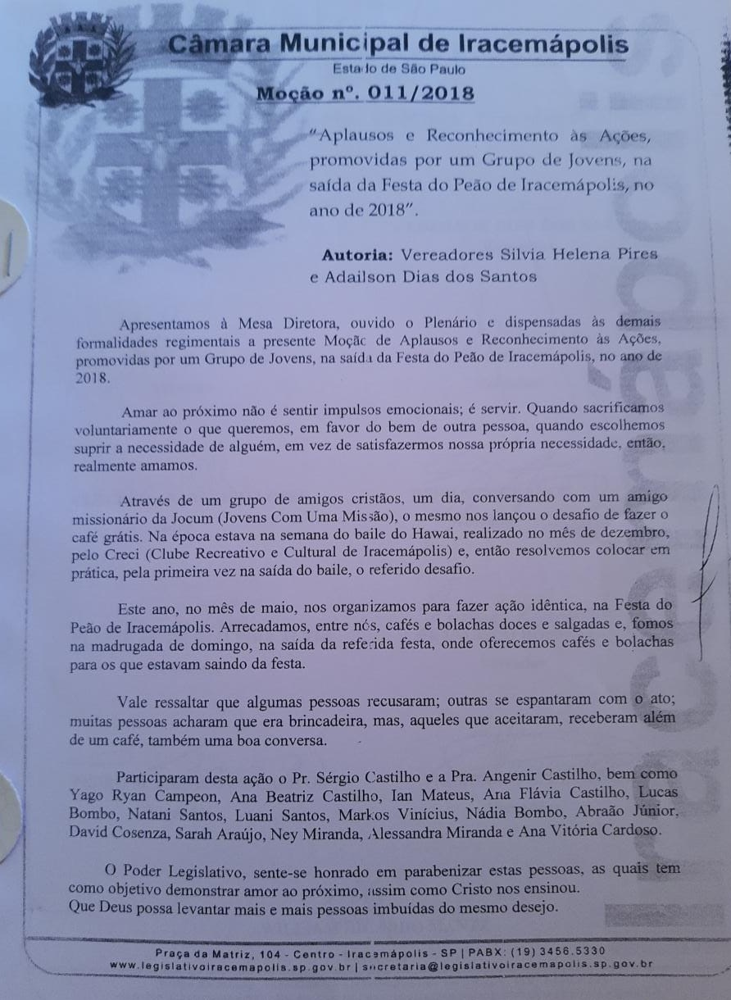 Câmara Municipal de Iracemápolis
Estado de São Paulo
Moção nº. 011/2018
"Aplausos e Reconhecimento às Ações,
promovidas por um Grupo de Jovens, na
saída da Festa do Peão de Iracemápolis, no
ano de 2018".
Autoria: Vereadores Silvia Helena Pires
e Adailson Dias dos Santos
Apresentamos à Mesa Diretora, ouvido o Plenário e dispensadas às demais
formalidades regimentais a presente Moção de Aplausos e Reconhecimento às Ações,
promovidas por um Grupo de Jovens, na saída da Festa do Peão de Iracemápolis, no ano de
2018.
Amar ao próximo não é sentir impulsos emocionais; é servir. Quando sacrificamos
voluntariamente o que queremos, em favor do bem de outra pessoa, quando escolhemos
suprir a necessidade de alguém, em vez de satisfazermos nossa própria necessidade, então,
realmente amamos.
Através de um grupo de amigos cristãos, um dia, conversando com um amigo
missionário da Jocum (Jovens Com Uma Missão), o mesmo nos lançou o desafio de fazer o
café grátis. Na época estava na semana do baile do Hawai, realizado no mês de dezembro,
pelo Creci (Clube Recreativo e Cultural de Iracemápolis) e, então resolvemos colocar em
prática, pela primeira vez na saída do baile, o referido desafio.
Este ano, no mês de maio, nos organizamos para fazer ação idêntica, na Festa do
Peão de Iracemápolis. Arrecadamos, entre nós, cafés e bolachas doces e salgadas e, fomos
na madrugada de domingo, na saída da referida festa, onde oferecemos cafés e bolachas
para os que estavam saindo da festa.
Vale ressaltar que algumas pessoas recusaram; outras se espantaram com o ato;
muitas pessoas acharam que era brincadeira, mas, aqueles que aceitaram, receberam além
de um café, também uma boa conversa.
Participaram desta ação o Pr. Sérgio Castilho e a Pra. Angenir Castilho, bem como
Yago Ryan Campeon, Ana Beatriz Castilho, Ian Mateus, Ana Flávia Castilho, Lucas
Bombo, Natani Santos, Luani Santos, Markos Vinícius, Nádia Bombo, Abraão Júnior,
David Cosenza, Sarah Araújo, Ney Miranda, Alessandra Miranda e Ana Vitória Cardoso.
O Poder Legislativo, sente-se honrado em parabenizar estas pessoas, as quais tem
como objetivo demonstrar amor ao próximo, assim como Cristo nos ensinou.
Que Deus possa levantar mais e mais pessoas imbuídas do mesmo desejo.
Praça da Matriz, 104 - Centro - Iracemápolis - SP | PABX: (19) 3456.5330
www.legislativoiracemapolis.sp.gov.br | secretaria@legislativoiracemapolis.sp.gov.br
Iracemápolis